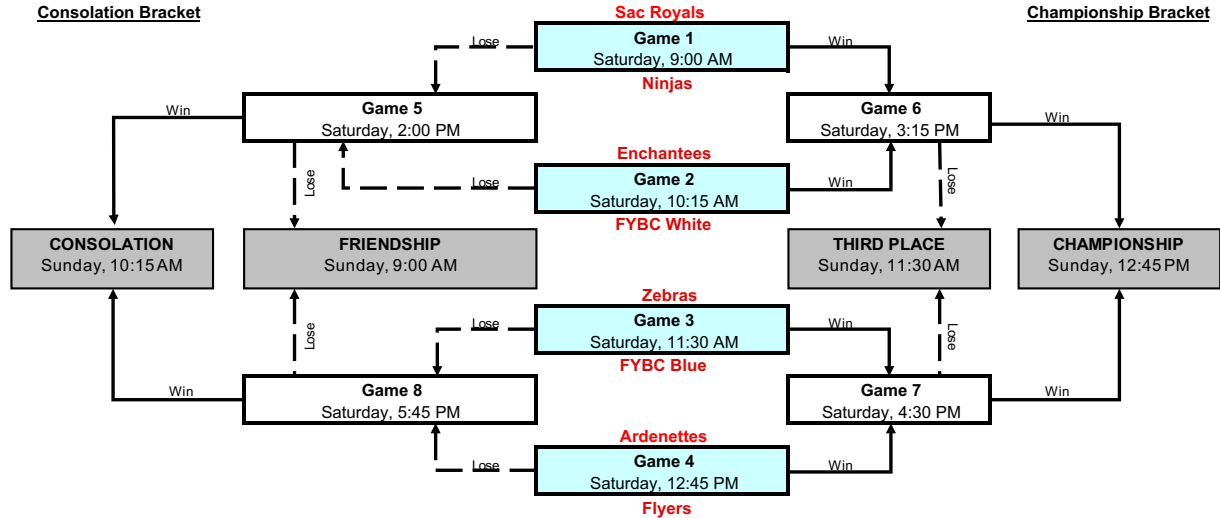 Consolation Bracket
Sac Royals
Championship Bracket
Game 1
Saturday, 9:00 AM
Lose
Win
Ninjas
Game 5
Saturday, 2:00 PM
Game 6
Saturday, 3:15 PM
Win
Win
Enchantees
Game 2
Saturday, 10:15 AM
Lose
Win
Lose
Lose
FYBC White
CONSOLATION
Sunday, 10:15 AM
FRIENDSHIP
Sunday, 9:00 AM
THIRD PLACE
Sunday, 11:30 AM
CHAMPIONSHIP
Sunday, 12:45 PM
Zebras
Game 3
Saturday, 11:30 AM
Lose
Win
Lose
Lose
FYBC Blue
Game 8
Saturday, 5:45 PM
Game 7
Saturday, 4:30 PM
Win
Win
Ardenettes
Game 4
Saturday, 12:45 PM
Lose
Win
Flyers